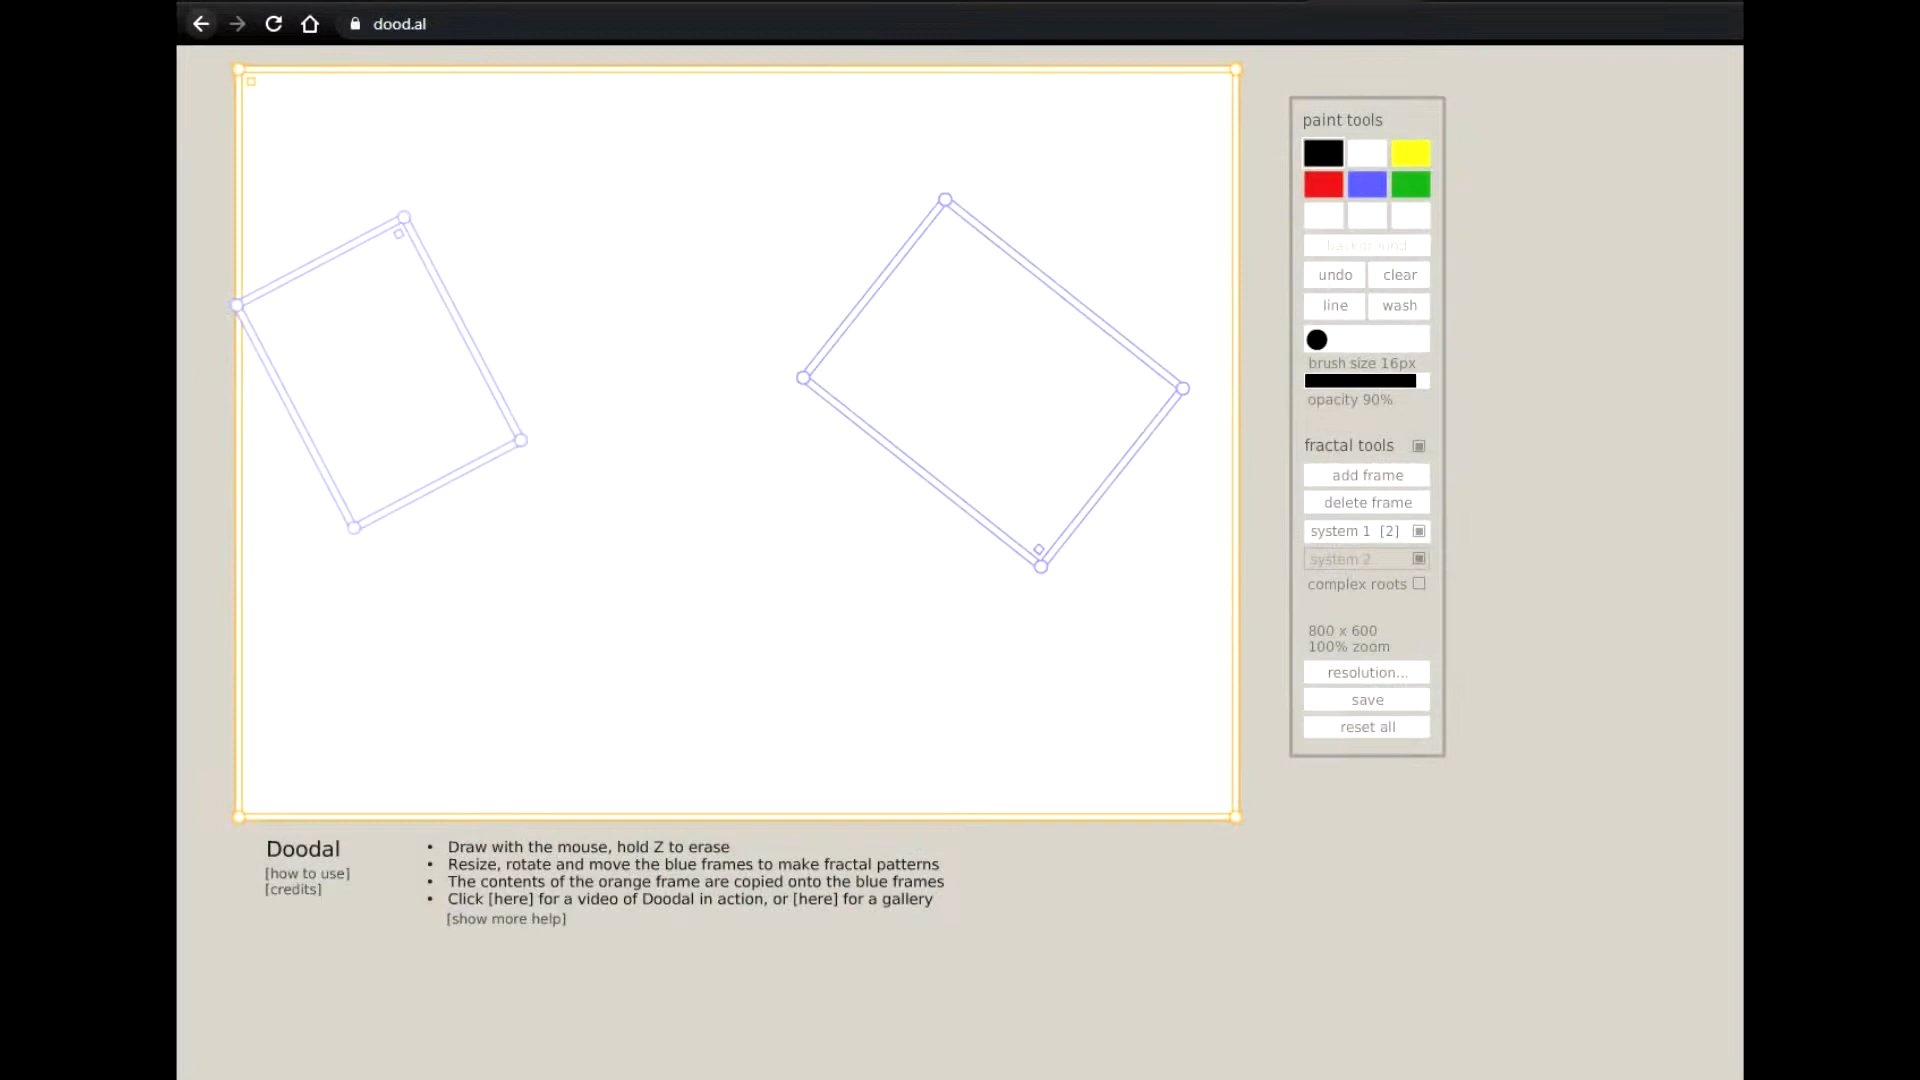 dood.al
paint tools
background
undo clear
line wash
brush size 16px
opacity 90%
fractal tools
add frame
delete frame
system 1 [2]
system 2
complex roots
800 x 600
100% zoom
resolution...
save
reset all
Doodal
[how to use]
[credits]
• Draw with the mouse, hold Z to erase
• Resize, rotate and move the blue frames to make fractal patterns
• The contents of the orange frame are copied onto the blue frames
• Click [here] for a video of Doodal in action, or [here] for a gallery
[show more help]